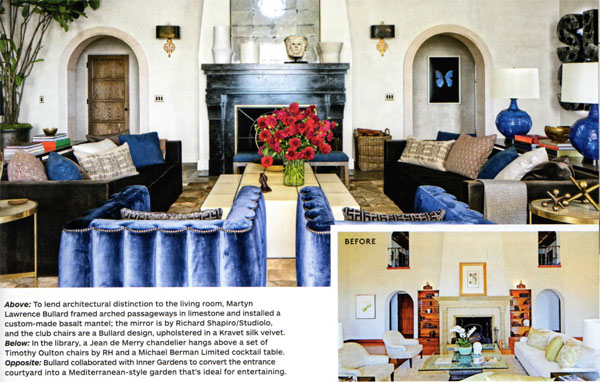 BEFORE
Above: To lend architectural distinction to the living room, Martyn
Lawrence Bullard framed arched passageways in limestone and installed a
custom-made basalt mantel; the mirror is by Richard Shapiro/Studiolo,
and the club chairs are a Bullard design, upholstered in a Kravet silk velvet.
Below: In the library, a Jean de Merry chandelier hangs above a set of
Timothy Oulton chairs by RH and a Michael Berman Limited cocktail table.
Opposite: Bullard collaborated with Inner Gardens to convert the entrance
courtyard into a Mediterranean-style garden that's ideal for entertaining.